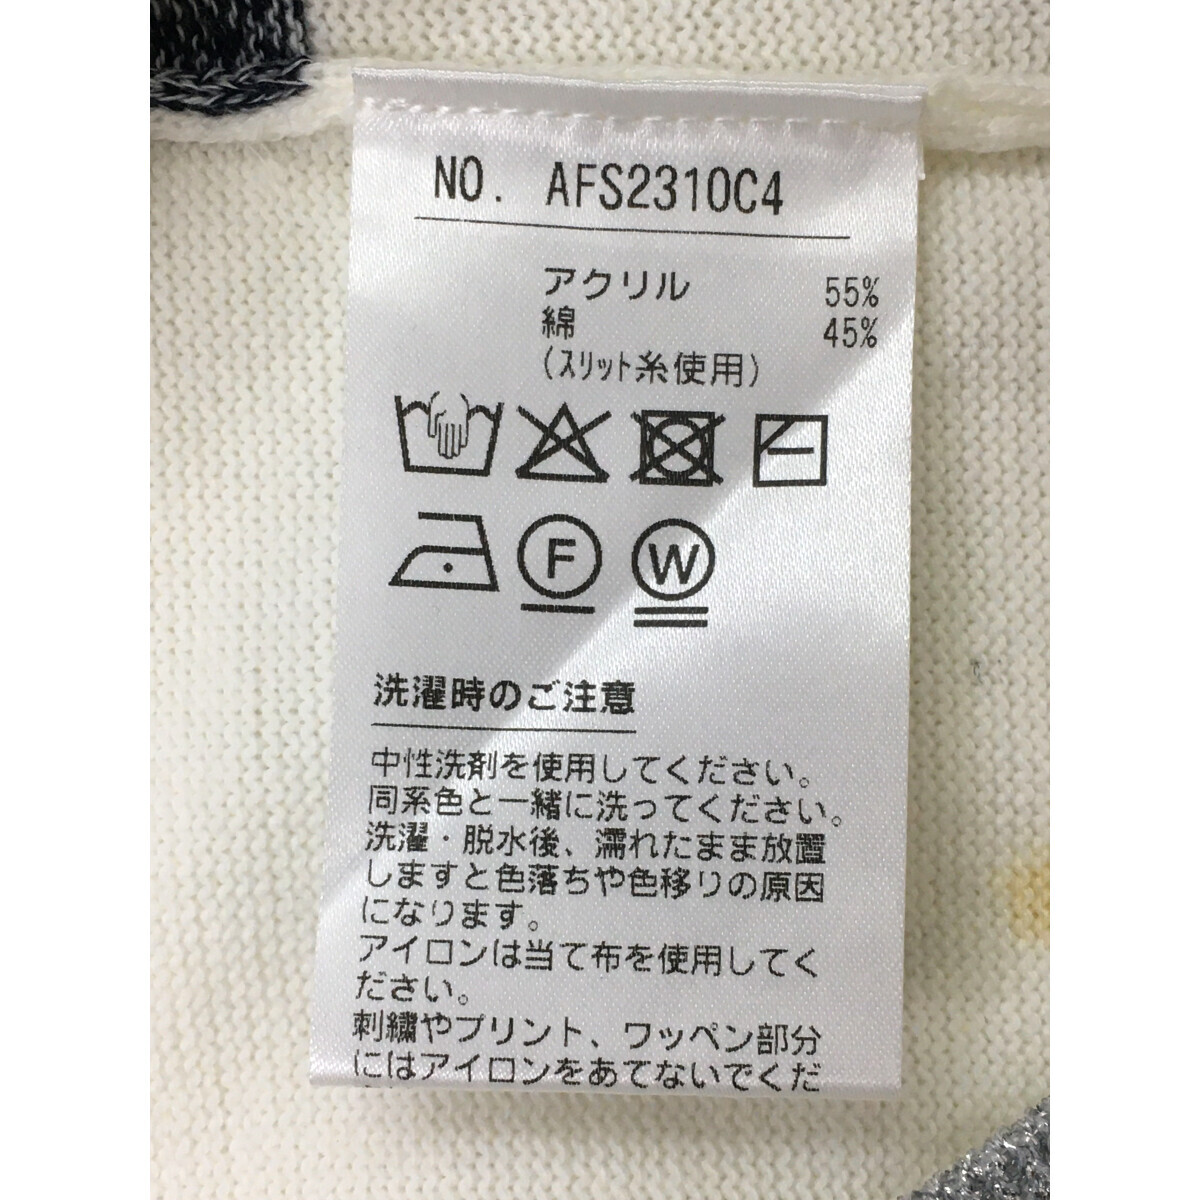 NO. AFS2310C4
アクリル 55%
綿 45%
(ｽﾘｯﾄ糸使用)
F W
洗濯時のご注意
中性洗剤を使用してください。
同系色と一緒に洗ってください。
洗濯・脱水後、濡れたまま放置
しますと色落ちや色移りの原因
になります。
アイロンは当て布を使用してく
ださい。
刺繍やプリント、ワッペン部分
にはアイロンをあてないでくだ